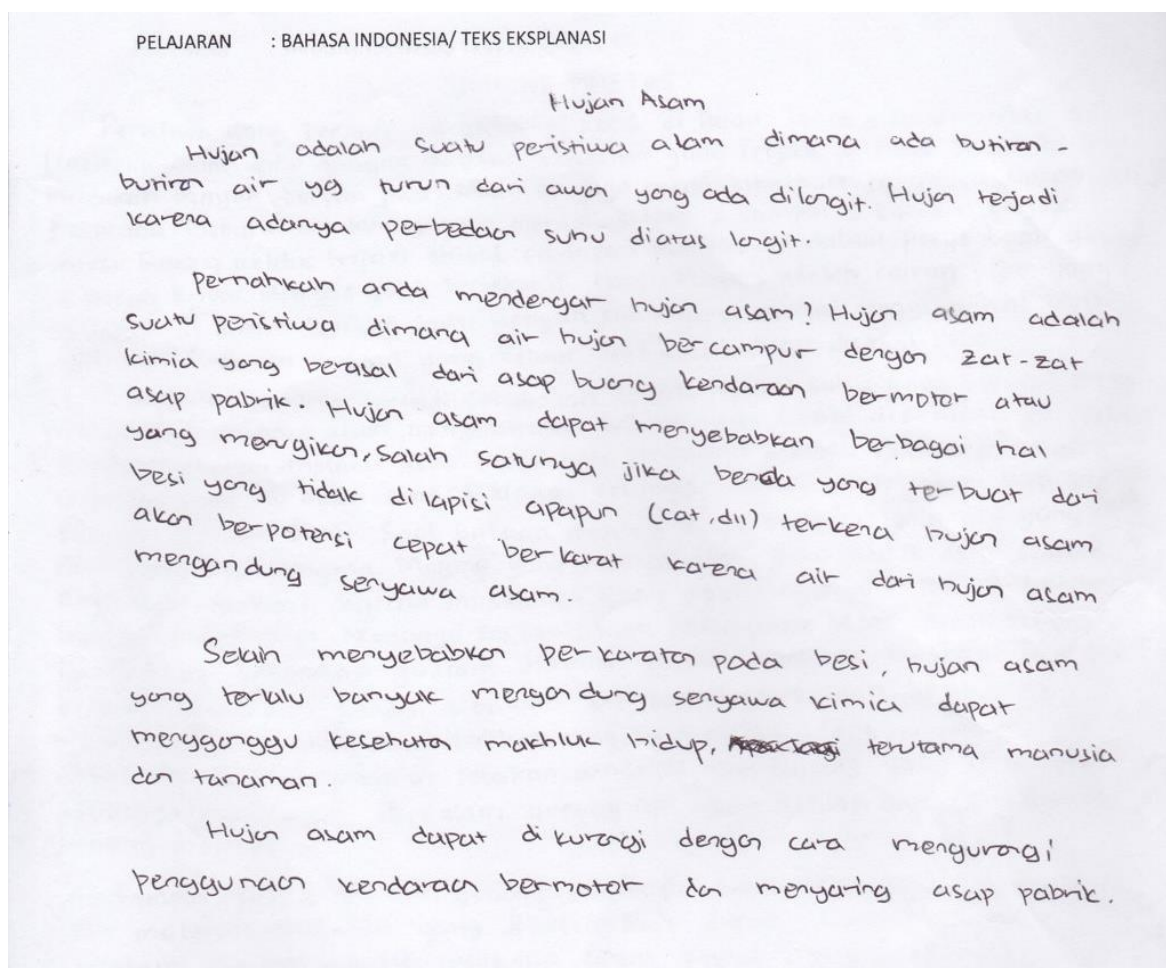 PELAJARAN : BAHASA INDONESIA/ TEKS EKSPLANASI
Hujan Asam
Hujan adalah suatu peristiwa alam dimana ada butiran -
butiran air yg turun dari awan yang ada dilangit. Hujan terjadi
karena adanya perbedaan suhu diatas langit.
Pernahkah anda mendengar hujan asam? Hujan asam adalah
suatu peristiwa dimana air hujan bercampur dengan zat-zat
kimia yang berasal dari asap buang kendaraan bermotor atau
asap pabrik. Hujan asam dapat menyebabkan berbagai hal
yang merugikan, salah satunya jika benda yang terbuat dari
besi yang tidak dilapisi apapun (cat, dll) terkena hujan asam
akan berpotensi cepat berkarat karena air dari hujan asam
mengandung senyawa asam.
Selain menyebabkan perkaratan pada besi, hujan asam
yang terlalu banyak mengandung senyawa kimia dapat
menggonggu kesehatan makhluk hidup, terutama manusia
dan tanaman.
Hujan asam dapat dikurangi dengan cara mengurangi
penggunaan kendaraan bermotor dan menyaring asap pabrik.